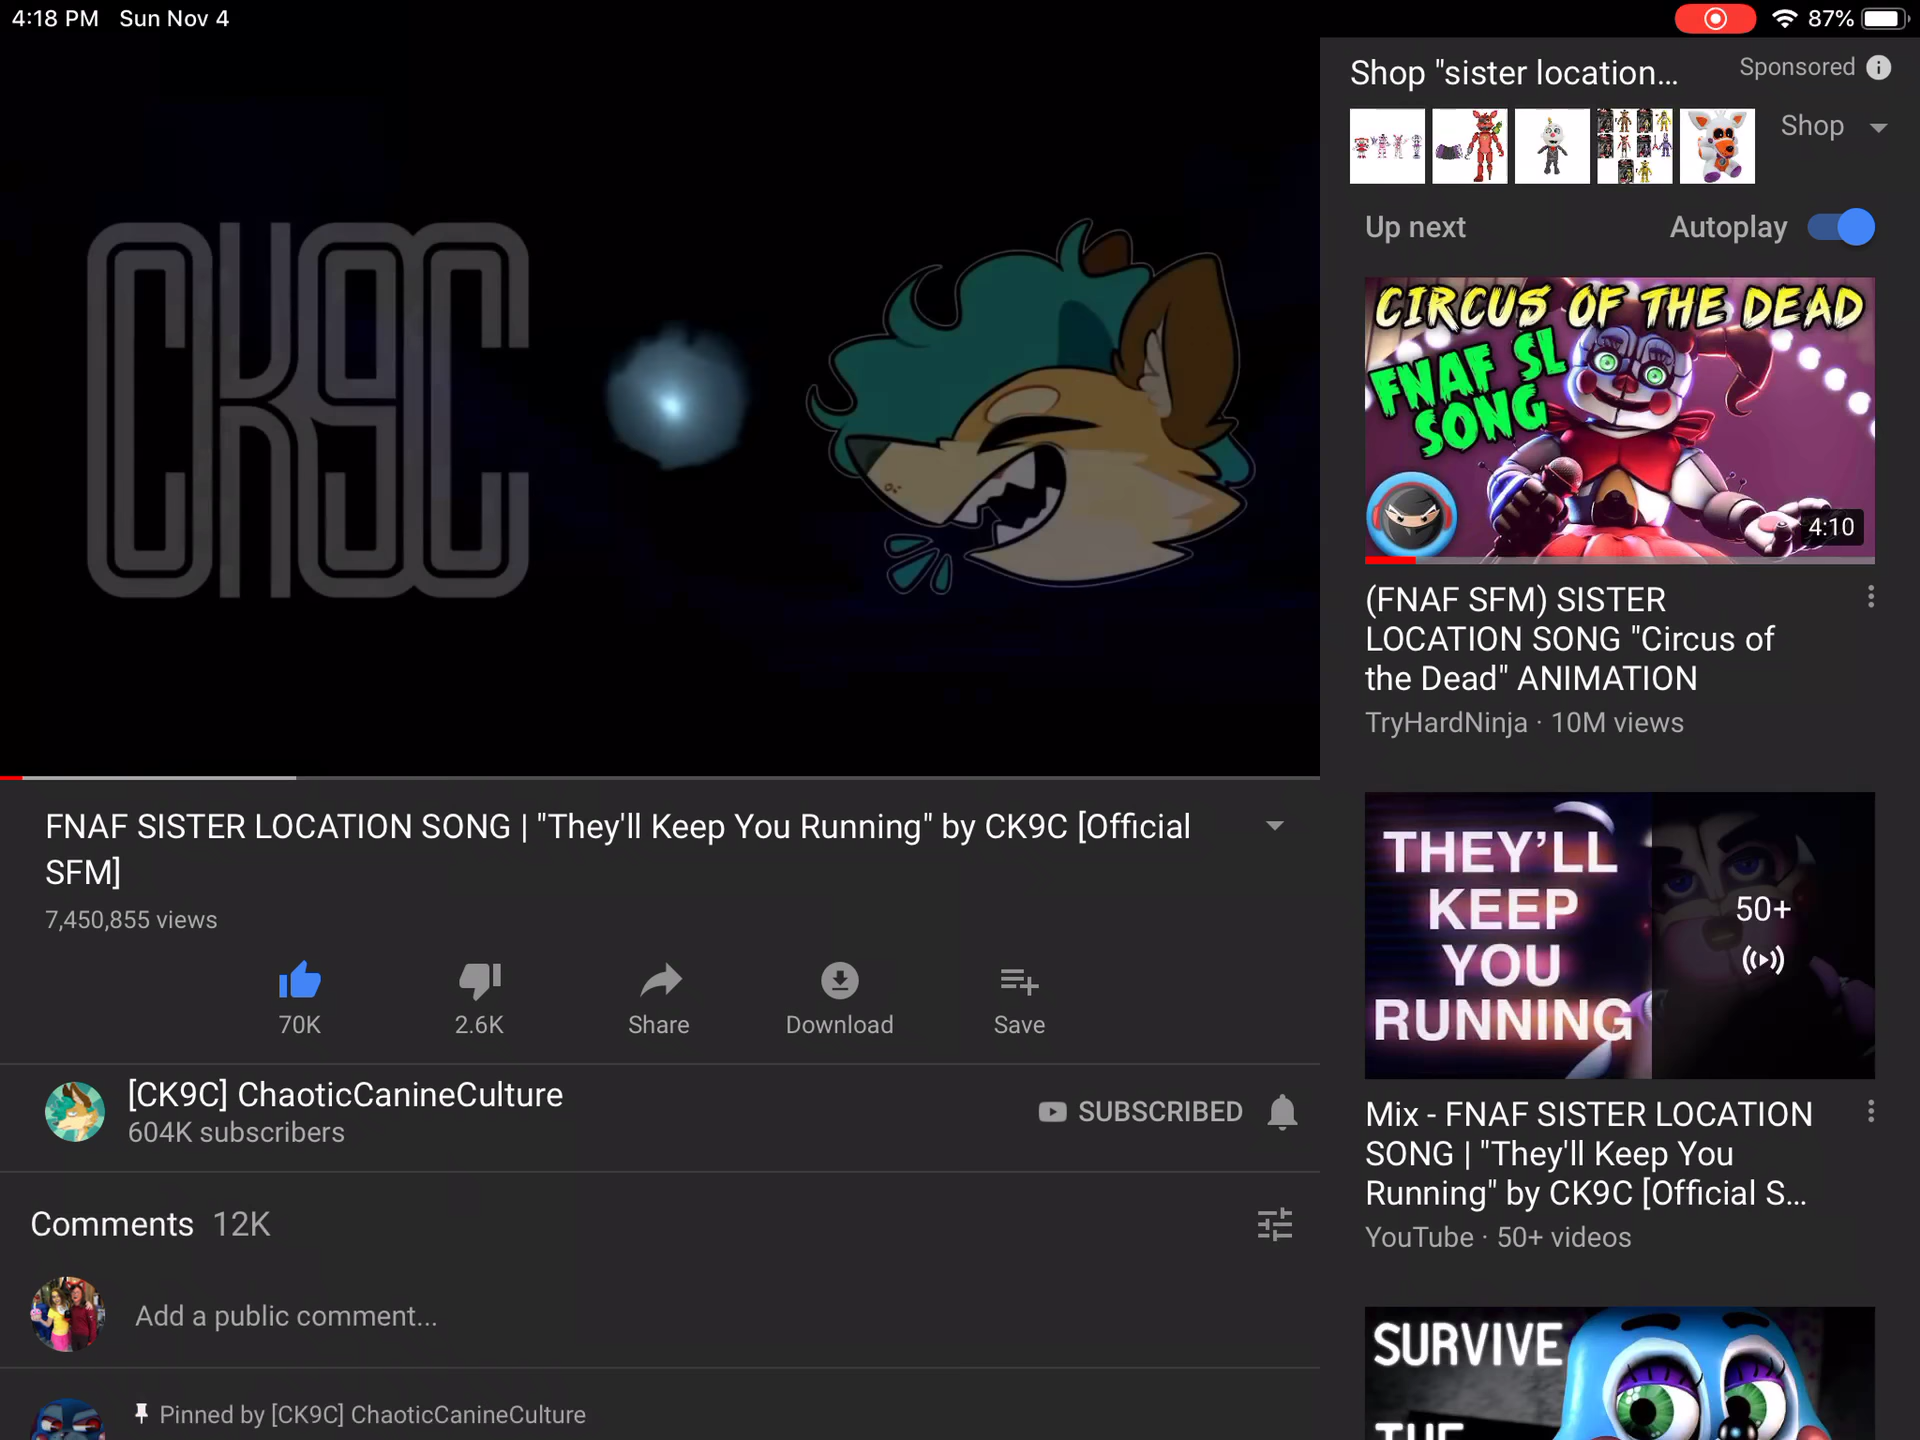 4:18 PM Sun Nov 4
87%
CK9C
FNAF SISTER LOCATION SONG | "They'll Keep You Running" by CK9C [Official
SFM]
7,450,855 views
70K
2.6K
Share
Download
Save
[CK9C] ChaoticCanineCulture
604K subscribers
SUBSCRIBED
Comments 12K
Add a public comment...
Pinned by [CK9C] ChaoticCanineCulture
Shop "sister location...
Sponsored
Shop
Up next
Autoplay
CIRCUS OF THE DEAD
FNAF SL
SONG
4:10
(FNAF SFM) SISTER
LOCATION SONG "Circus of
the Dead" ANIMATION
TryHardNinja · 10M views
THEY'LL
KEEP
YOU
RUNNING
50+
Mix - FNAF SISTER LOCATION
SONG | "They'll Keep You
Running" by CK9C [Official S...
YouTube · 50+ videos
SURVIVE
THE